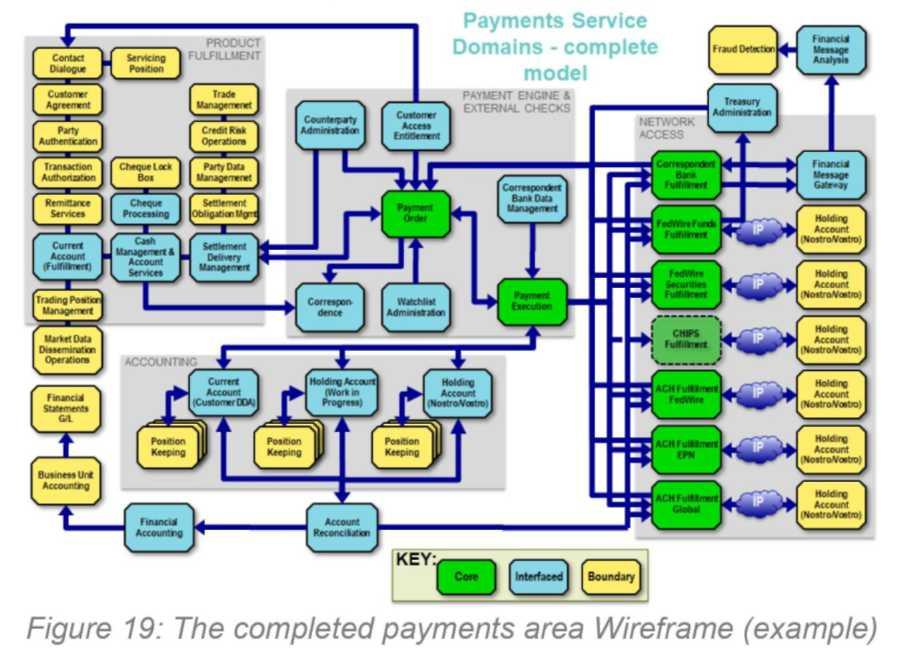 Payments Service
Domains - complete
model
PRODUCT
FULFILLMENT
Contact
Dialogue
Servicing
Position
Customer
Agreement
Trade
Managemenet
Party
Authentication
Credit Risk
Operations
Transaction
Authorization
Cheque Lock
Box
Party Data
Managemenet
Remittance
Services
Cheque
Processing
Settlement
Obligation Mgmt
Current
Account
(Fulfillment)
Cash
Management &
Account
Services
Settlement
Delivery
Management
Trading Position
Management
Market Data
Dissemination
Operations
Financial
Statements
G/L
Business Unit
Accounting
PAYMENT ENGINE &
EXTERNAL CHECKS
Counterparty
Administration
Customer
Access
Entitlement
Payment
Order
Correspondent
Bank Data
Management
Correspon-
dence
Watchlist
Administration
Payment
Execution
Fraud Detection
Financial
Message
Analysis
Treasury
Administration
NETWORK
ACCESS
Correspondent
Bank
Fulfillment
Financial
Message
Gateway
FedWire Funds
Fulfillment
IP
Holding
Account
(Nostro/Vostro)
FedWire
Securities
Fulfillment
IP
Holding
Account
(Nostro/Vostro)
CHIPS
Fulfillment
IP
Holding
Account
(Nostro/Vostro)
ACH Fulfillment
FedWire
IP
Holding
Account
(Nostro/Vostro)
ACH Fulfillment
EPN
IP
Holding
Account
(Nostro/Vostro)
ACH Fulfillment
Global
IP
Holding
Account
(Nostro/Vostro)
ACCOUNTING
Current
Account
(Customer DDA)
Holding Account
(Work in
Progress)
Holding
Account
(Nostro/Vostro)
Position
Keeping
Position
Keeping
Position
Keeping
Financial
Accounting
Account
Reconciliation
KEY:
Core
Interfaced
Boundary
Figure 19: The completed payments area Wireframe (example)